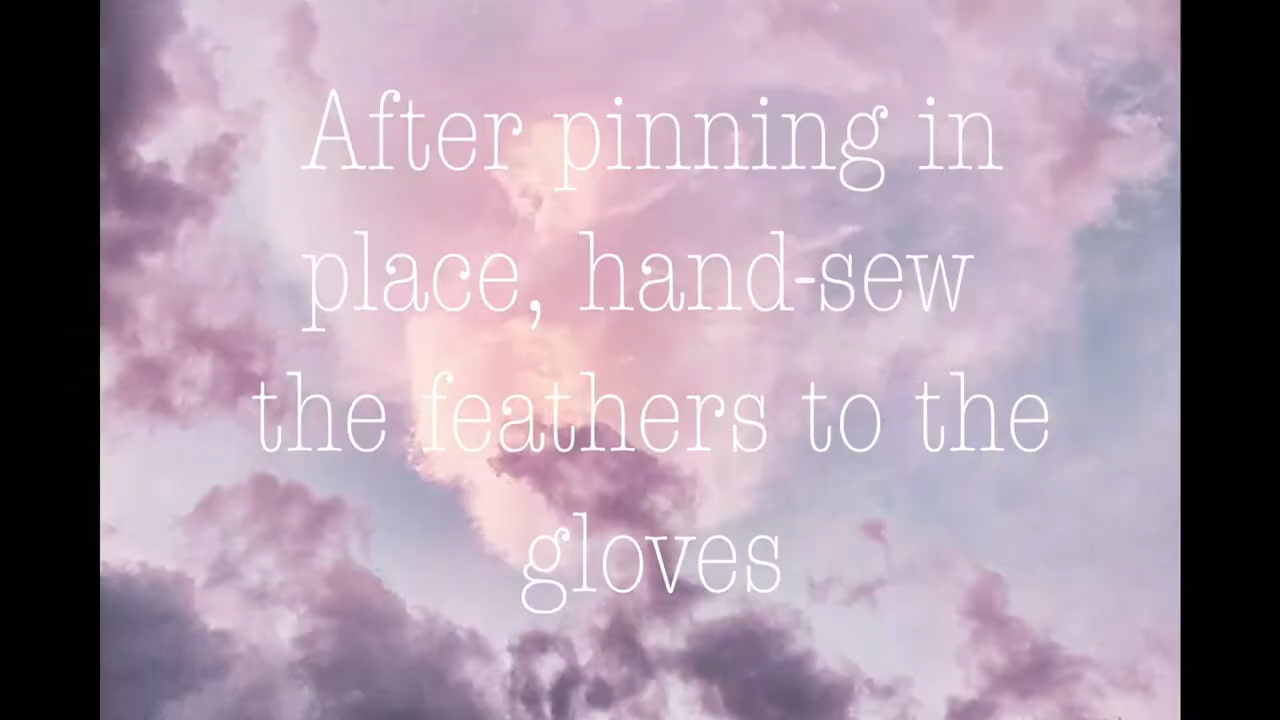 After pinning in
place, hand-sew
the feathers to the
gloves